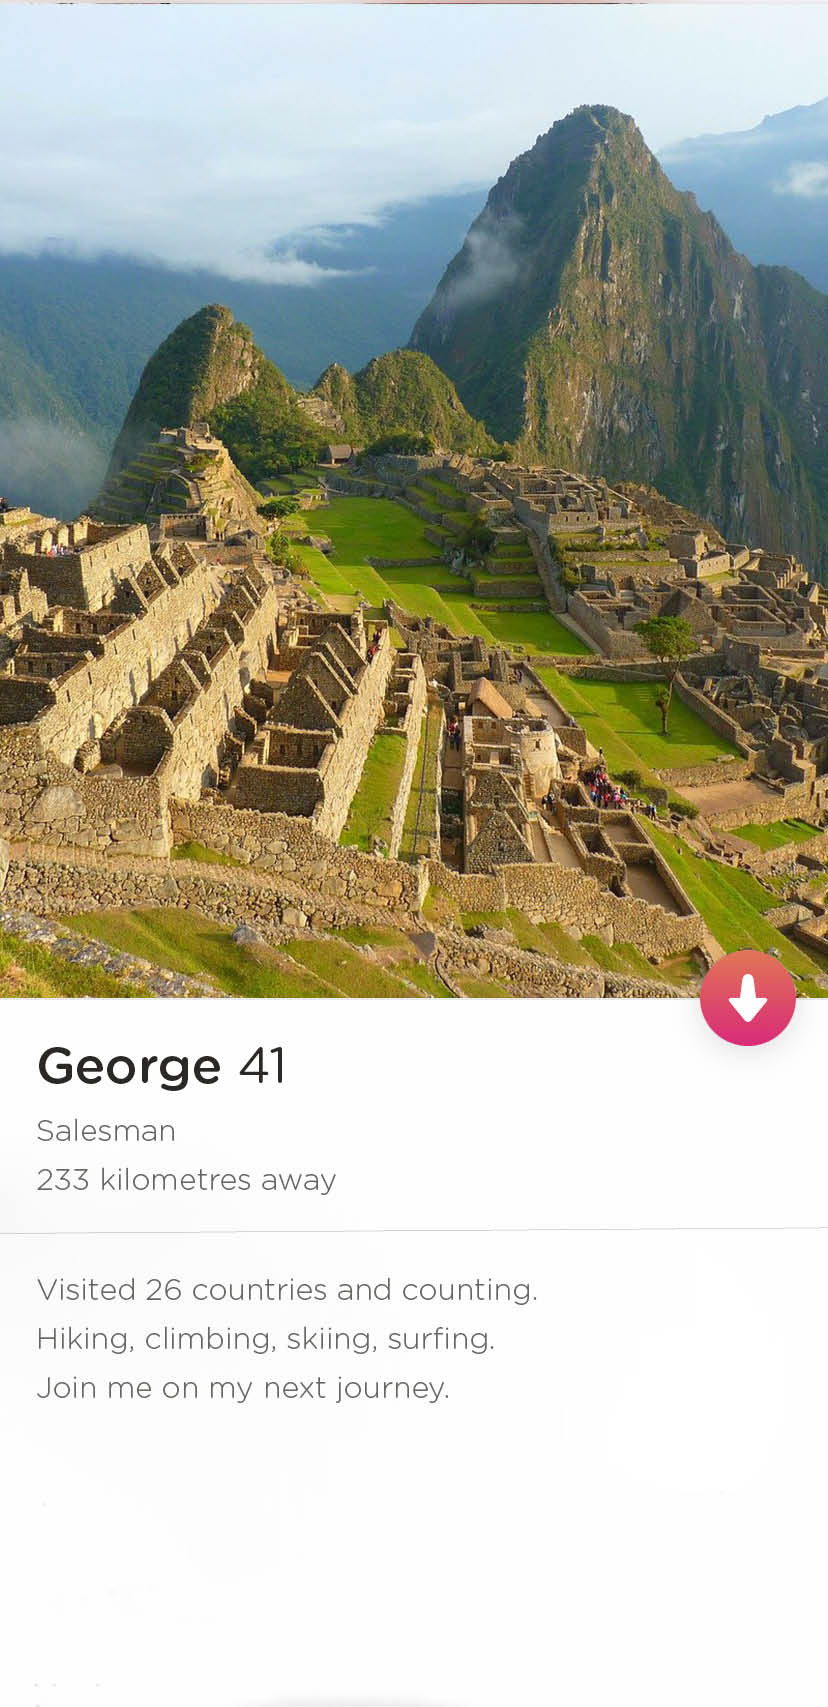 George 41
Salesman
233 kilometres away
Visited 26 countries and counting.
Hiking, climbing, skiing, surfing.
Join me on my next journey.